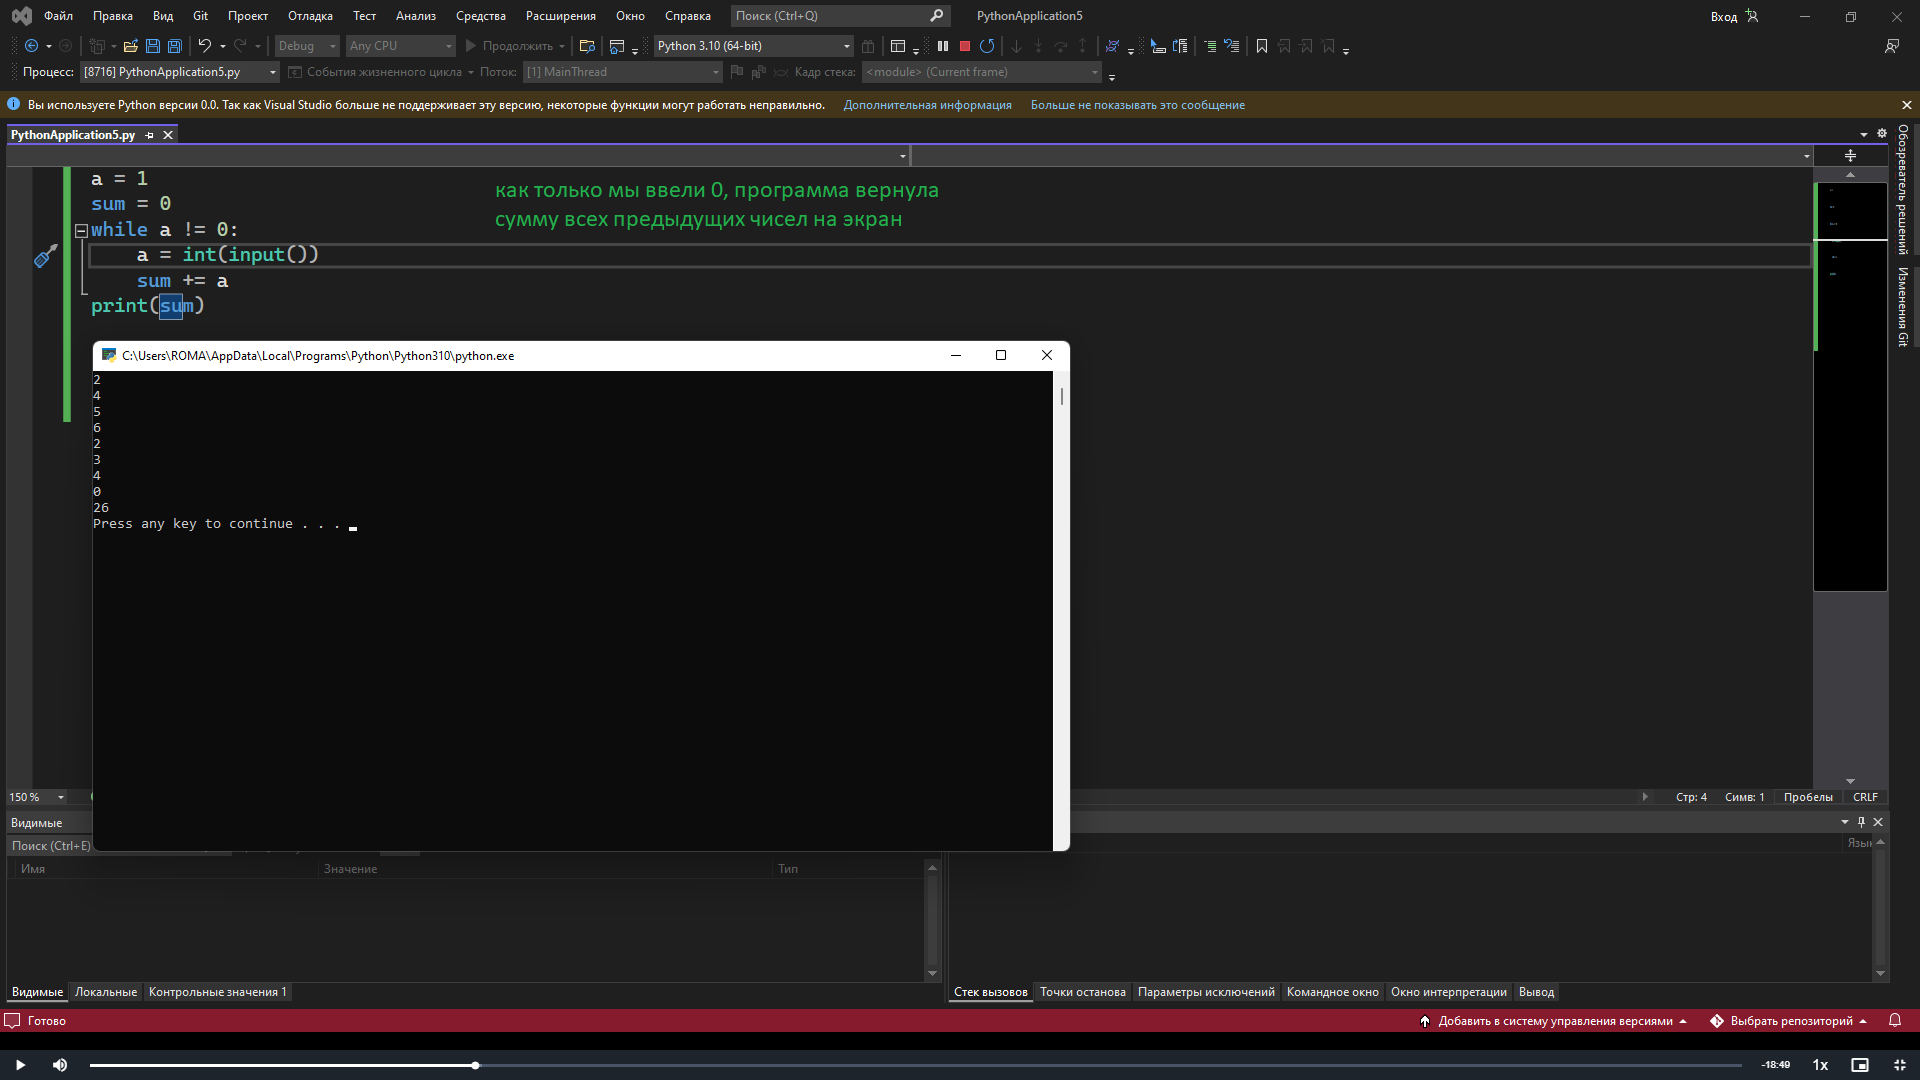 Файл Правка Вид Git Проект Отладка Тест Анализ Средства Расширения Окно Справка Поиск (Ctrl+Q) PythonApplication5 Вход
Debug Any CPU Продолжить Python 3.10 (64-bit)
Процесс: [8716] PythonApplication5.py События жизненного цикла Поток: [1] MainThread Кадр стека: <module> (Current frame)
Вы используете Python версии 0.0. Так как Visual Studio больше не поддерживает эту версию, некоторые функции могут работать неправильно. Дополнительная информация Больше не показывать это сообщение
PythonApplication5.py
Обозреватель решений
Изменения Git
a = 1
sum = 0
while a != 0:
a = int(input())
sum += a
print(sum)
как только мы ввели 0, программа вернула
сумму всех предыдущих чисел на экран
C:\Users\ROMA\AppData\Local\Programs\Python\Python310\python.exe
2
4
5
6
2
3
4
0
26
Press any key to continue . . .
150 % Стр: 4 Симв: 1 Пробелы CRLF
Видимые
Поиск (Ctrl+E)
Имя Значение Тип
Видимые Локальные Контрольные значения 1
Стек вызовов Точки останова Параметры исключений Командное окно Окно интерпретации Вывод
Готово Добавить в систему управления версиями Выбрать репозиторий
-18:49 1x